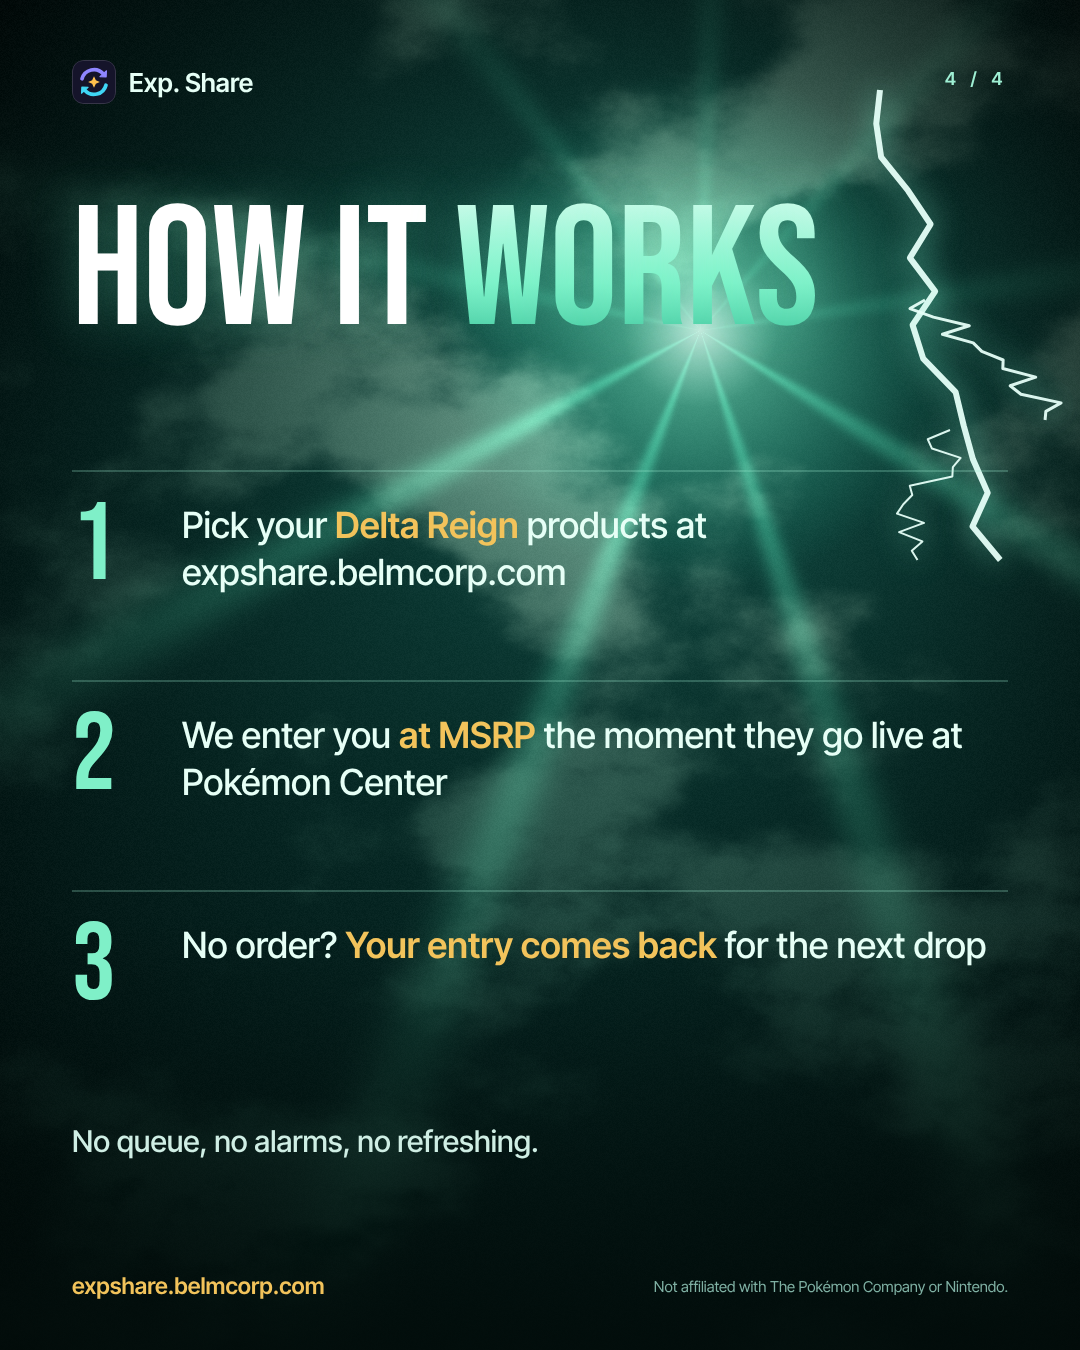 Exp. Share
4 / 4
HOW IT WORKS
1
Pick your Delta Reign products at
expshare.belmcorp.com
2
We enter you at MSRP the moment they go live at
Pokémon Center
3
No order? Your entry comes back for the next drop
No queue, no alarms, no refreshing.
expshare.belmcorp.com
Not affiliated with The Pokémon Company or Nintendo.